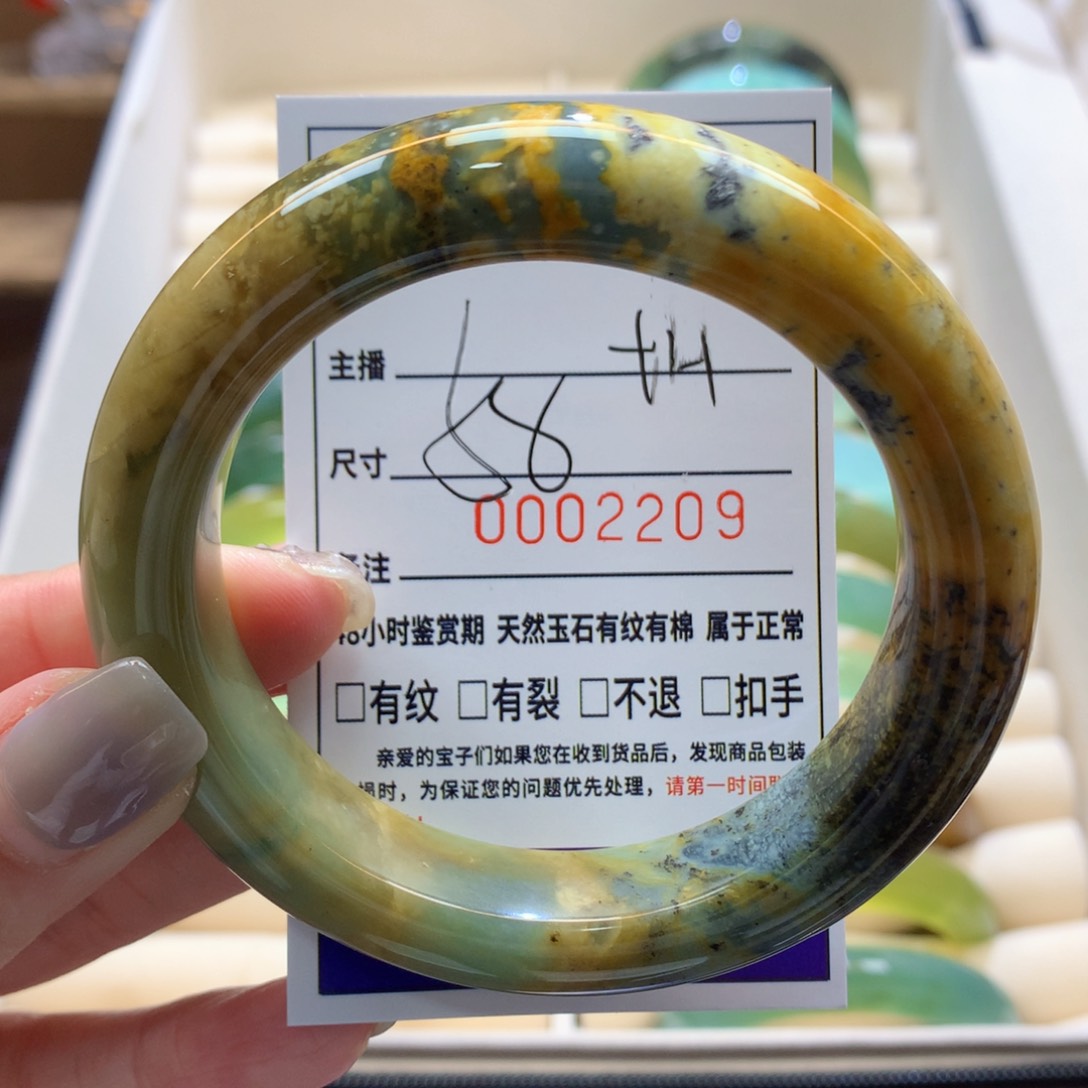 主播
尺寸 58
0002209
注
小时鉴赏期 天然玉石有纹有棉 属于正常
□有纹 □有裂 □不退 □扣手
亲爱的宝子们如果您在收到货品后，发现商品包装
损时，为保证您的问题优先处理，请第一时间